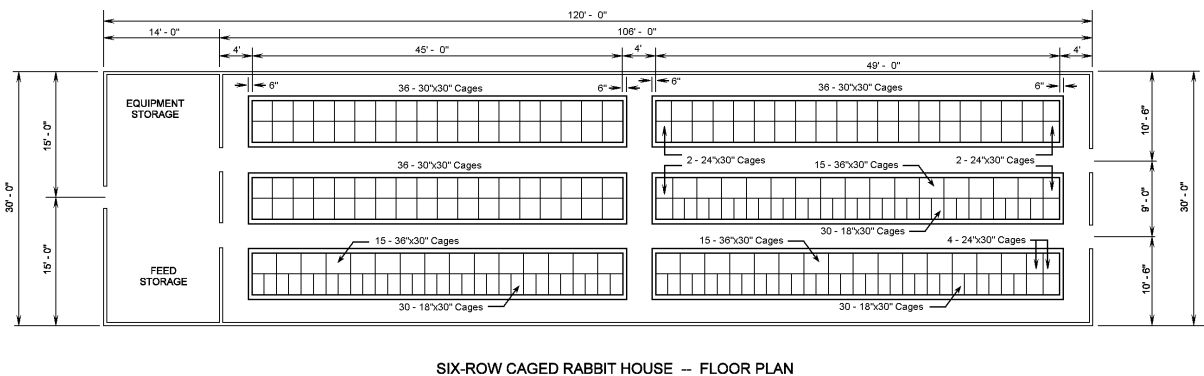 120' - 0"
14' - 0"
106' - 0"
4'
45' - 0"
4'
49' - 0"
4'
6"
36 - 30"x30" Cages
6"
6"
36 - 30"x30" Cages
6"
EQUIPMENT
STORAGE
15' - 0"
10' - 6"
36 - 30"x30" Cages
2 - 24"x30" Cages
15 - 36"x30" Cages
2 - 24"x30" Cages
30' - 0"
9' - 0"
30' - 0"
30 - 18"x30" Cages
15 - 36"x30" Cages
15 - 36"x30" Cages
4 - 24"x30" Cages
15' - 0"
FEED
STORAGE
10' - 6"
30 - 18"x30" Cages
30 - 18"x30" Cages
SIX-ROW CAGED RABBIT HOUSE -- FLOOR PLAN